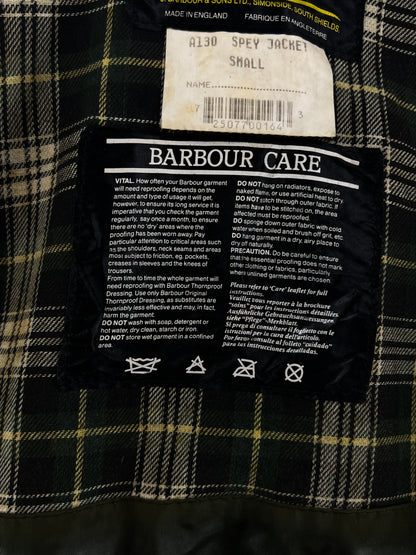 BARBOUR & SONS LTD., SIMONSIDE, SOUTH SHIELDS.
MADE IN ENGLAND FABRIQUE EN ANGLETERRE
A130 SPEY JACKET
SMALL
NAME
7 3
2507700164
BARBOUR CARE
VITAL. How often your Barbour garment
will need reproofing depends on the
amount and type of usage it will get,
however, to ensure its long service it is
imperative that you check the garment
regularly, say once a month, to ensure
there are no 'dry' areas where the
proofing has been worn away. Pay
particular attention to critical areas such
as the shoulders, neck seams and areas
most subject to friction, eg. pockets,
creases in sleeves and the knees of
trousers.
From time to time the whole garment will
need reproofing with Barbour Thornproof
Dressing. Use only Barbour Original
Thornproof Dressing, as substitutes are
invariably less effective and may, in fact,
harm the garment.
DO NOT wash with soap, detergent or
hot water, dry clean, starch or iron.
DO NOT store wet garment in a confined
area.
DO NOT hang on radiators, expose to
naked flame, or use artificial heat to dry.
DO NOT stitch through outer fabric, if
items have to be stitched on, the area
affected must be reproofed.
DO sponge down outer fabric with cold
water when soiled and brush off grit, etc.
DO hang garment in a dry, airy place to
dry off naturally.
PRECAUTION. Do be careful to ensure
that the essential proofing does not mark
other clothing or fabrics, particularly
where unlined garments are chosen.
Please refer to 'Care' leaflet for full
instructions.
Veuillez vous reporter à la brochure
"soins" pour les instructions détaillées.
Ausführliche Gebrauchsanweisungen
siehe "Pflege"-Merkblatt.
Si prega di consultare il foglietto con le
istruzioni per la cura dell'articolo.
Por favor consulte al folleto "cuidado"
para las instrucciones detalladas.